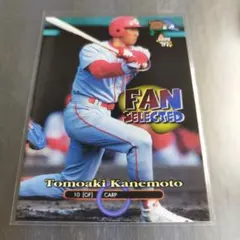 FAN
SELECTED
Tomoaki Kanemoto
10 [OF] CARP